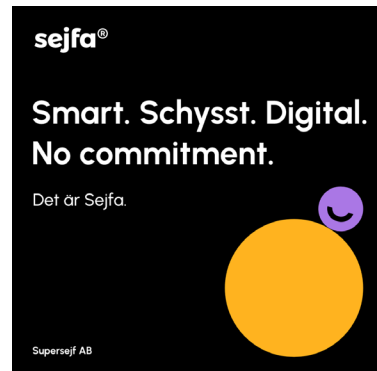 sejfa®
Smart. Schysst. Digital.
No commitment.
Det är Sejfa.
Supersejf AB